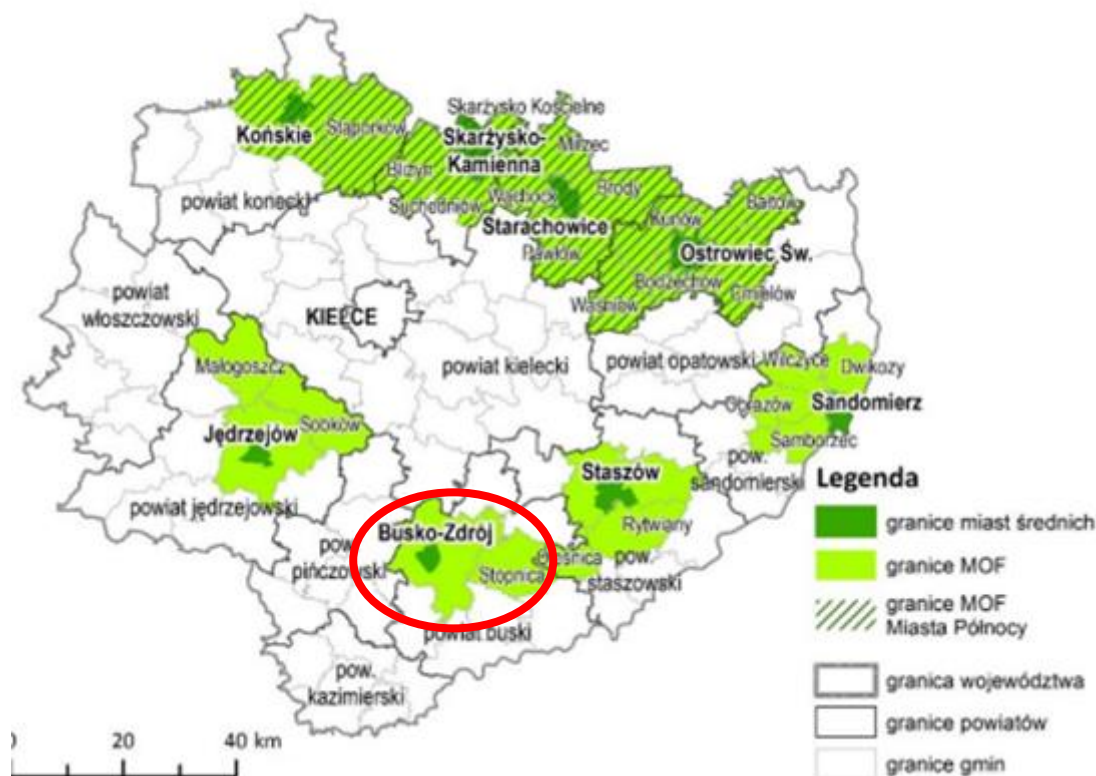 Skarżysko Kościelne
Końskie
Stąporków
Skarżysko-
Kamienna
Mirzec
Bliżyn
Wąchock
Brody
Bałtów
powiat konecki
Suchedniów
Starachowice
Kunów
Ostrowiec Św.
Pawłów
Bodzechów
Ćmielów
Waśniów
powiat
włoszczowski
KIELCE
powiat kielecki
powiat opatowski
Wilczyce
Dwikozy
Małogoszcz
Obrazów
Sandomierz
Sobków
Samborzec
Jędrzejów
Staszów
pow.
sandomierski
powiat jędrzejowski
Rytwiany
Busko-Zdrój
pow.
pińczowski
Stopnica
Oleśnica
pow.
staszowski
powiat buski
pow.
kazimierski
0 20 40 km
Legenda
granice miast średnich
granice MOF
granice MOF
Miasta Północy
granica województwa
granice powiatów
granice gmin